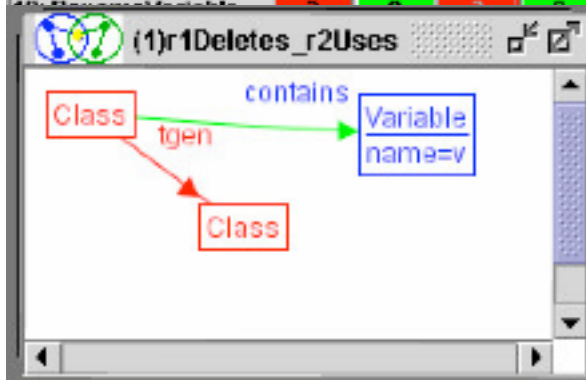 (1)r1Deletes_r2Uses
contains
Class
Variable
tgen
name=v
Class